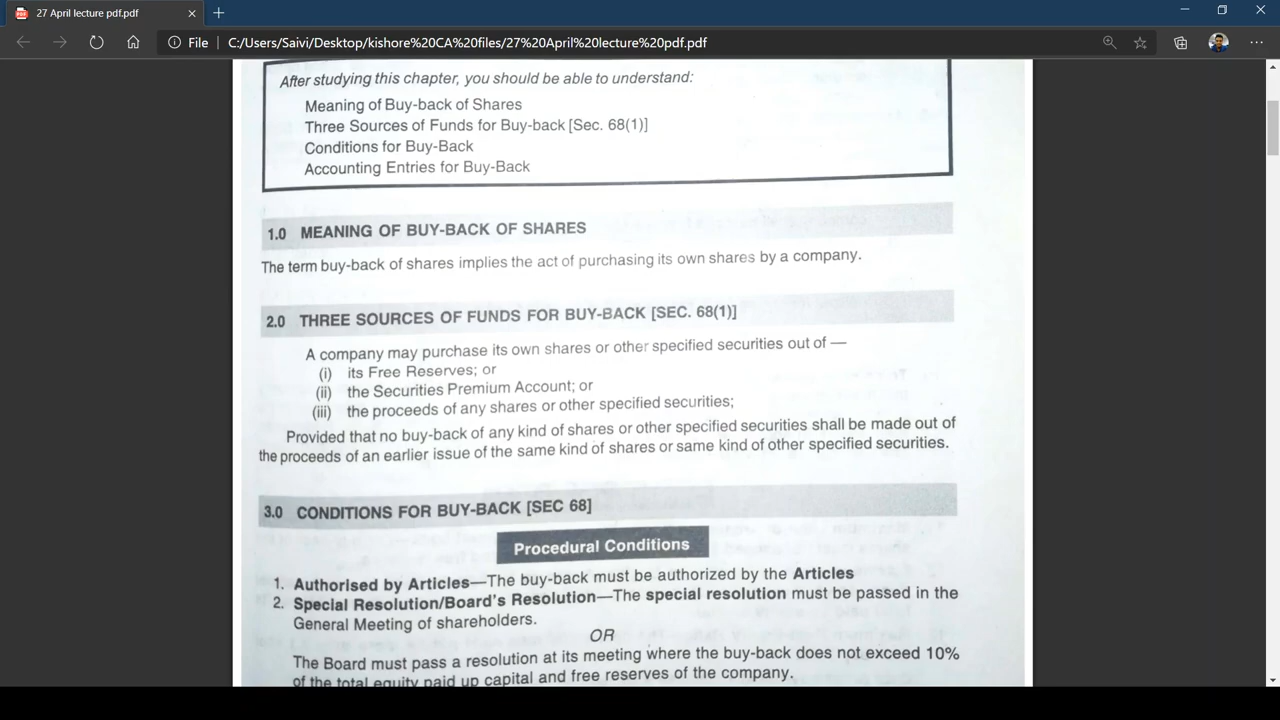 27 April lecture pdf.pdf
File
C:/Users/Saivi/Desktop/kishore%20CA%20files/27%20April%20lecture%20pdf.pdf
After studying this chapter, you should be able to understand:
Meaning of Buy-back of Shares
Three Sources of Funds for Buy-back [Sec. 68(1)]
Conditions for Buy-Back
Accounting Entries for Buy-Back
1.0 MEANING OF BUY-BACK OF SHARES
The term buy-back of shares implies the act of purchasing its own shares by a company.
2.0 THREE SOURCES OF FUNDS FOR BUY-BACK [SEC. 68(1)]
A company may purchase its own shares or other specified securities out of —
(i) its Free Reserves; or
(ii) the Securities Premium Account; or
(iii) the proceeds of any shares or other specified securities;
Provided that no buy-back of any kind of shares or other specified securities shall be made out of
the proceeds of an earlier issue of the same kind of shares or same kind of other specified securities.
3.0 CONDITIONS FOR BUY-BACK [SEC 68]
Procedural Conditions
1. Authorised by Articles—The buy-back must be authorized by the Articles
2. Special Resolution/Board's Resolution—The special resolution must be passed in the
General Meeting of shareholders.
OR
The Board must pass a resolution at its meeting where the buy-back does not exceed 10%
of the total equity paid up capital and free reserves of the company.